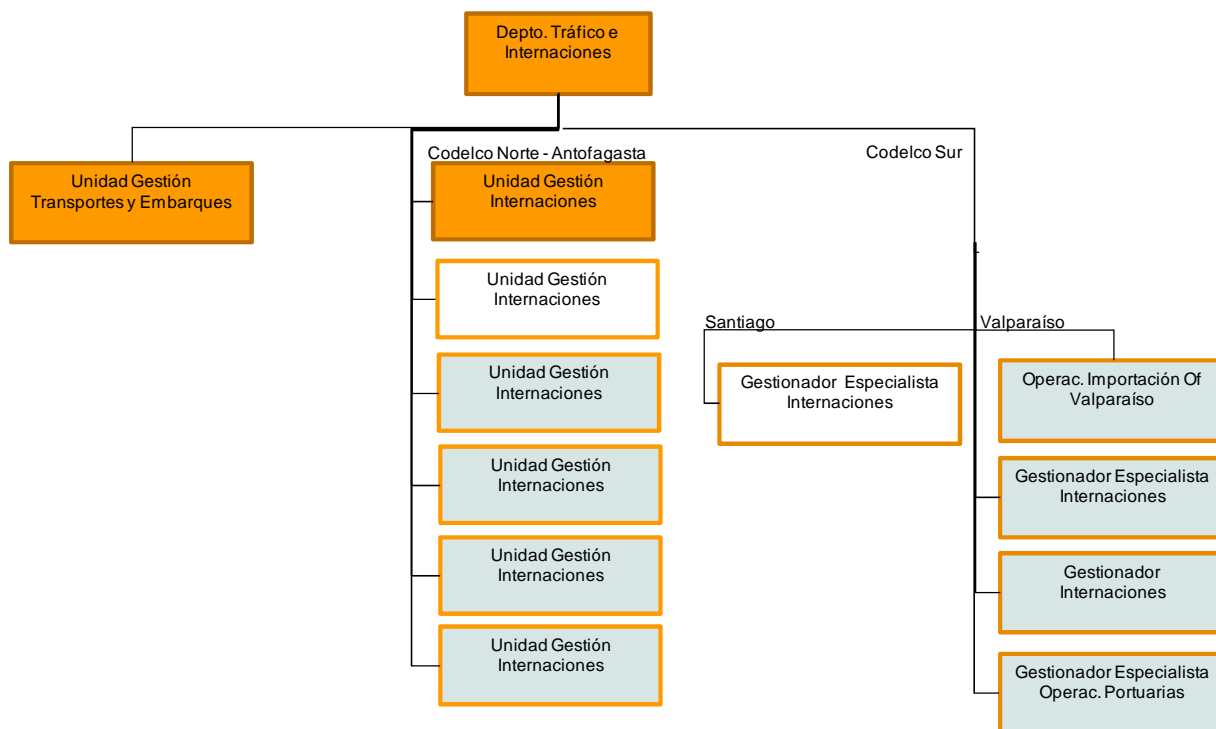 Depto. Tráfico e
Internaciones
Codelco Norte - Antofagasta
Codelco Sur
Unidad Gestión
Transportes y Embarques
Unidad Gestión
Internaciones
Unidad Gestión
Internaciones
Santiago
Valparaíso
Unidad Gestión
Internaciones
Gestionador Especialista
Internaciones
Operac. Importación Of
Valparaíso
Unidad Gestión
Internaciones
Gestionador Especialista
Internaciones
Unidad Gestión
Internaciones
Gestionador
Internaciones
Unidad Gestión
Internaciones
Gestionador Especialista
Operac. Portuarias